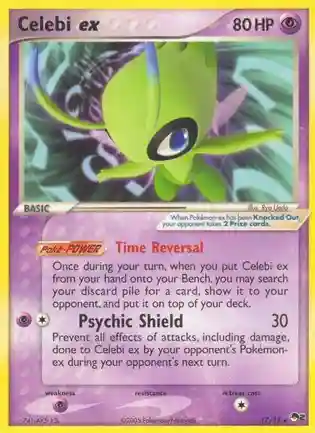 Celebi ex 80 HP
Illus. Ryo Ueda
BASIC
When Pokémon-ex has been Knocked Out,
your opponent takes 2 Prize cards.
Poké-POWER Time Reversal
Once during your turn, when you put Celebi ex
from your hand onto your Bench, you may search
your discard pile for a card, show it to your
opponent, and put it on top of your deck.
Psychic Shield 30
Prevent all effects of attacks, including damage,
done to Celebi ex by your opponent's Pokémon-
ex during your opponent's next turn.
weakness resistance retreat cost